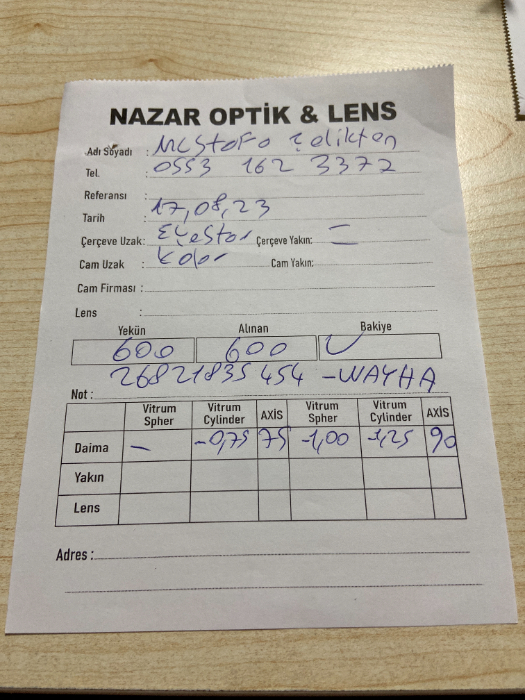 NAZAR OPTİK & LENS
Adı Soyadı : Mustafa Çelikten
Tel. : 0553 162 3372
Referansı :
Tarih : 17,08,23
Çerçeve Uzak: Çerçeve Yakın: =
Cam Uzak : Kolor Cam Yakın:
Cam Firması :
Lens :
Yekün Alınan Bakiye
600 600
26821835454 -WAYHA
Not :
Vitrum Spher Vitrum Cylinder AXİS Vitrum Spher Vitrum Cylinder AXİS
Daima — -0,75 75 -1,00 -1,25 90
Yakın
Lens
Adres :